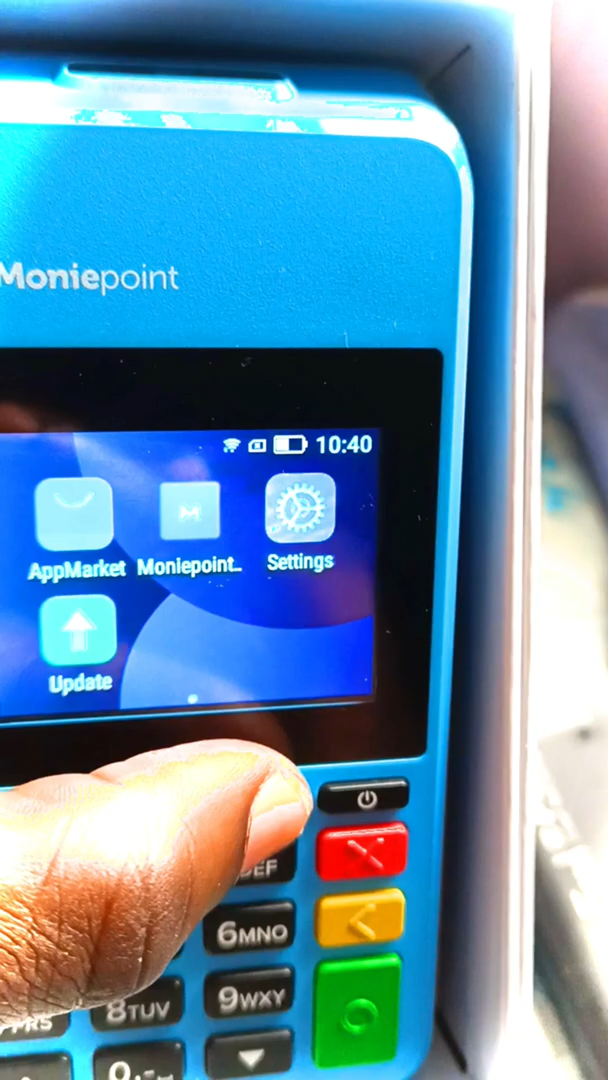 Moniepoint
10:40
AppMarket
Moniepoint..
Settings
Update
DEF
6MNO
8TUV
9WXY